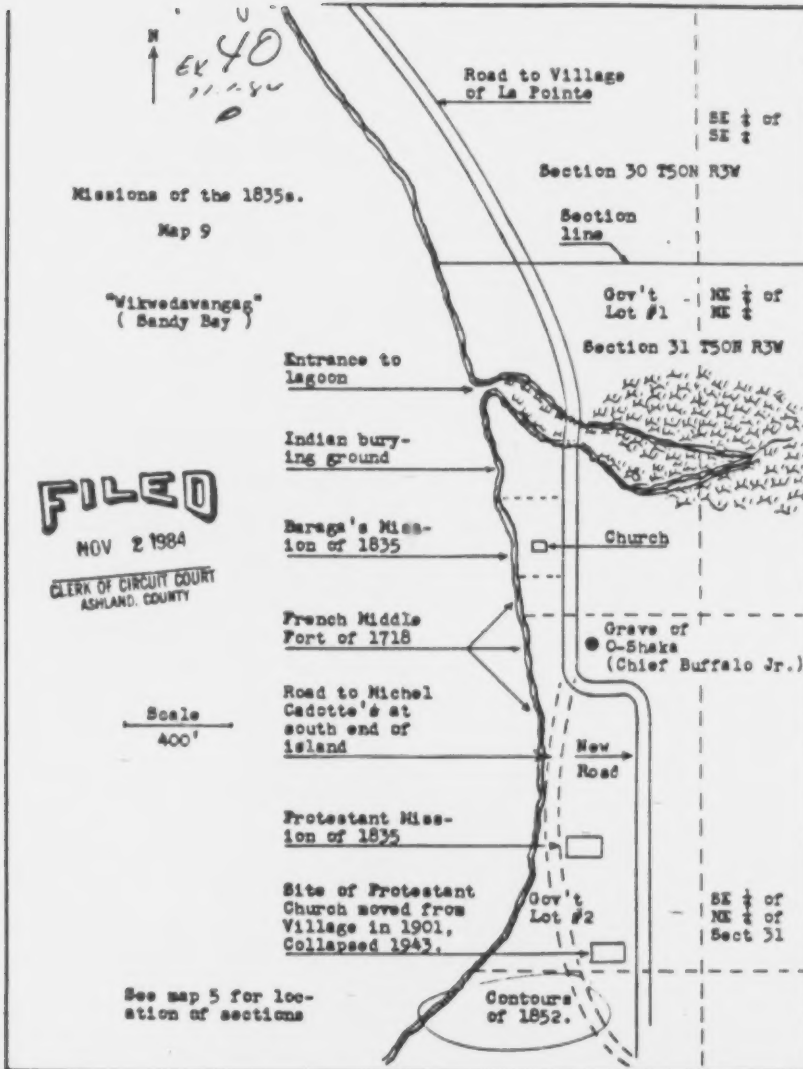 N
Ex 40
Road to Village
of La Pointe
SE ¼ of
SE ¼
Section 30 T50N R3W
Missions of the 1835s.
Map 9
Section
line
"Wikwedawangag"
( Sandy Bay )
Gov't
Lot #1
NE ¼ of
NE ¼
Section 31 T50N R3W
Entrance to
lagoon
Indian bury-
ing ground
FILED
NOV 2 1984
CLERK OF CIRCUIT COURT
ASHLAND, COUNTY
Baraga's Miss-
ion of 1835
Church
French Middle
Fort of 1718
Grave of
O-Shaka
(Chief Buffalo Jr.)
Road to Michel
Cadotte's at
south end of
island
Scale
400'
New
Road
Protestant Miss-
ion of 1835
Site of Protestant
Church moved from
Village in 1901,
Collapsed 1943.
Gov't
Lot #2
SE ¼ of
NE ¼ of
Sect 31
See map 5 for loc-
ation of sections
Contours
of 1852.